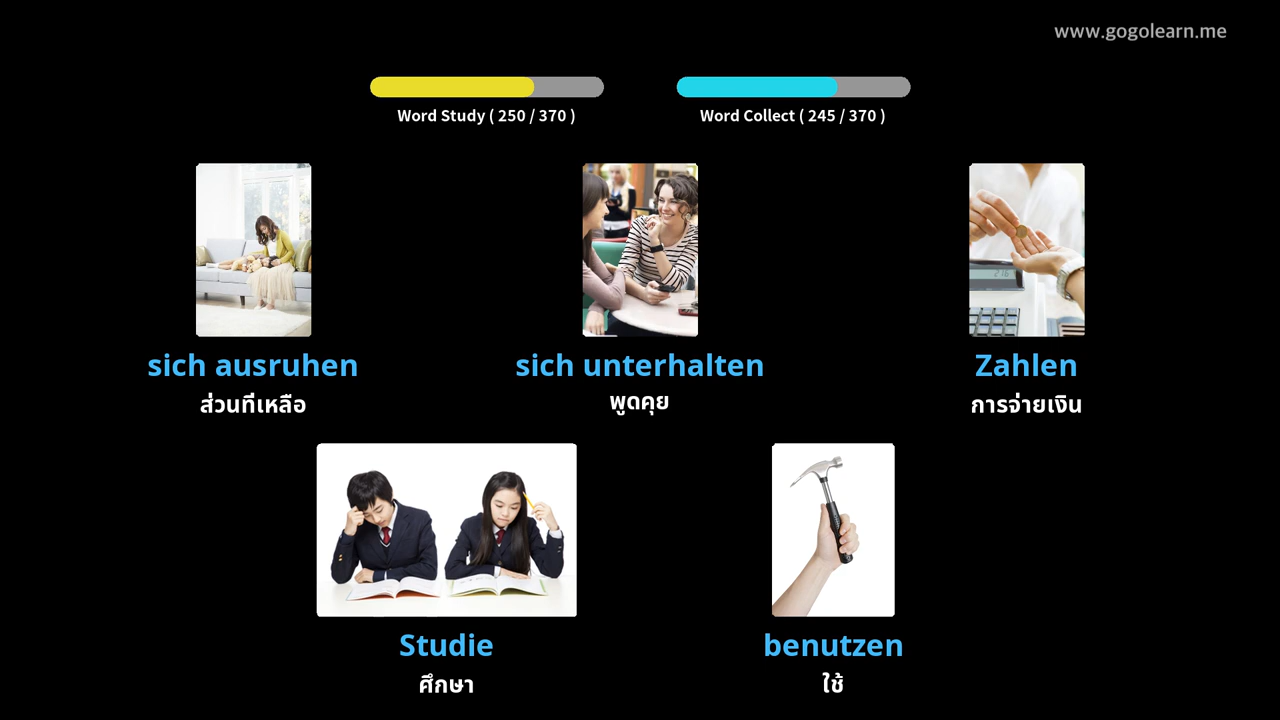 www.gogolearn.me
Word Study ( 250 / 370 )
Word Collect ( 245 / 370 )
sich ausruhen
ส่วนที่เหลือ
sich unterhalten
พูดคุย
Zahlen
การจ่ายเงิน
Studie
ศึกษา
benutzen
ใช้